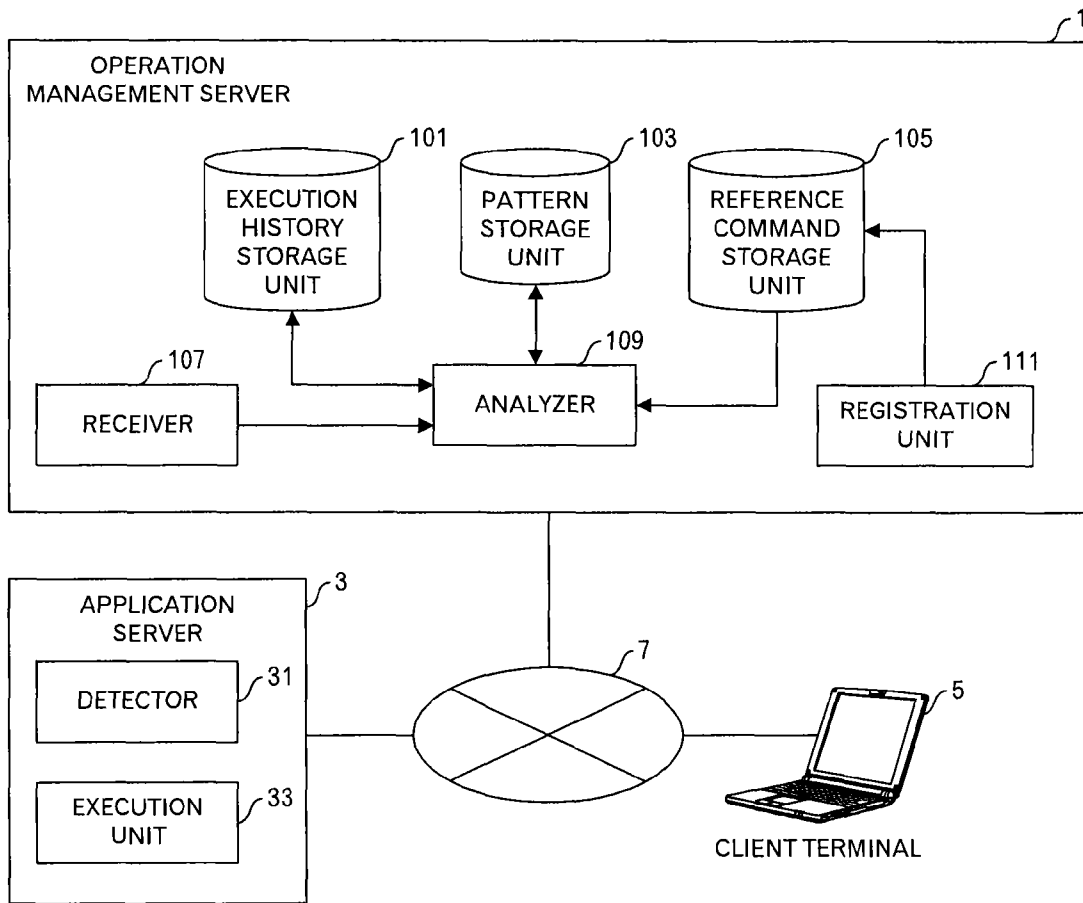 1
OPERATION
MANAGEMENT SERVER
101
103
105
EXECUTION
HISTORY
STORAGE
UNIT
PATTERN
STORAGE
UNIT
REFERENCE
COMMAND
STORAGE
UNIT
107
109
111
RECEIVER
ANALYZER
REGISTRATION
UNIT
3
APPLICATION
SERVER
31
DETECTOR
33
EXECUTION
UNIT
7
5
CLIENT TERMINAL